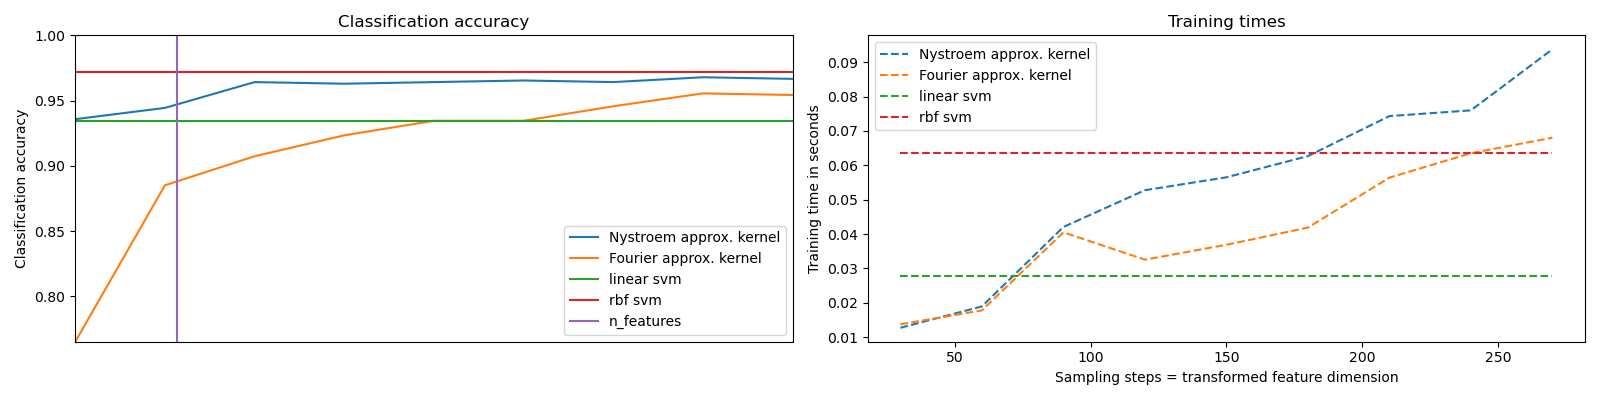 Classification accuracy
Classification accuracy
1.00
0.95
0.90
0.85
0.80
Nystroem approx. kernel
Fourier approx. kernel
linear svm
rbf svm
n_features
Training times
Training time in seconds
0.09
0.08
0.07
0.06
0.05
0.04
0.03
0.02
0.01
Nystroem approx. kernel
Fourier approx. kernel
linear svm
rbf svm
50 100 150 200 250
Sampling steps = transformed feature dimension